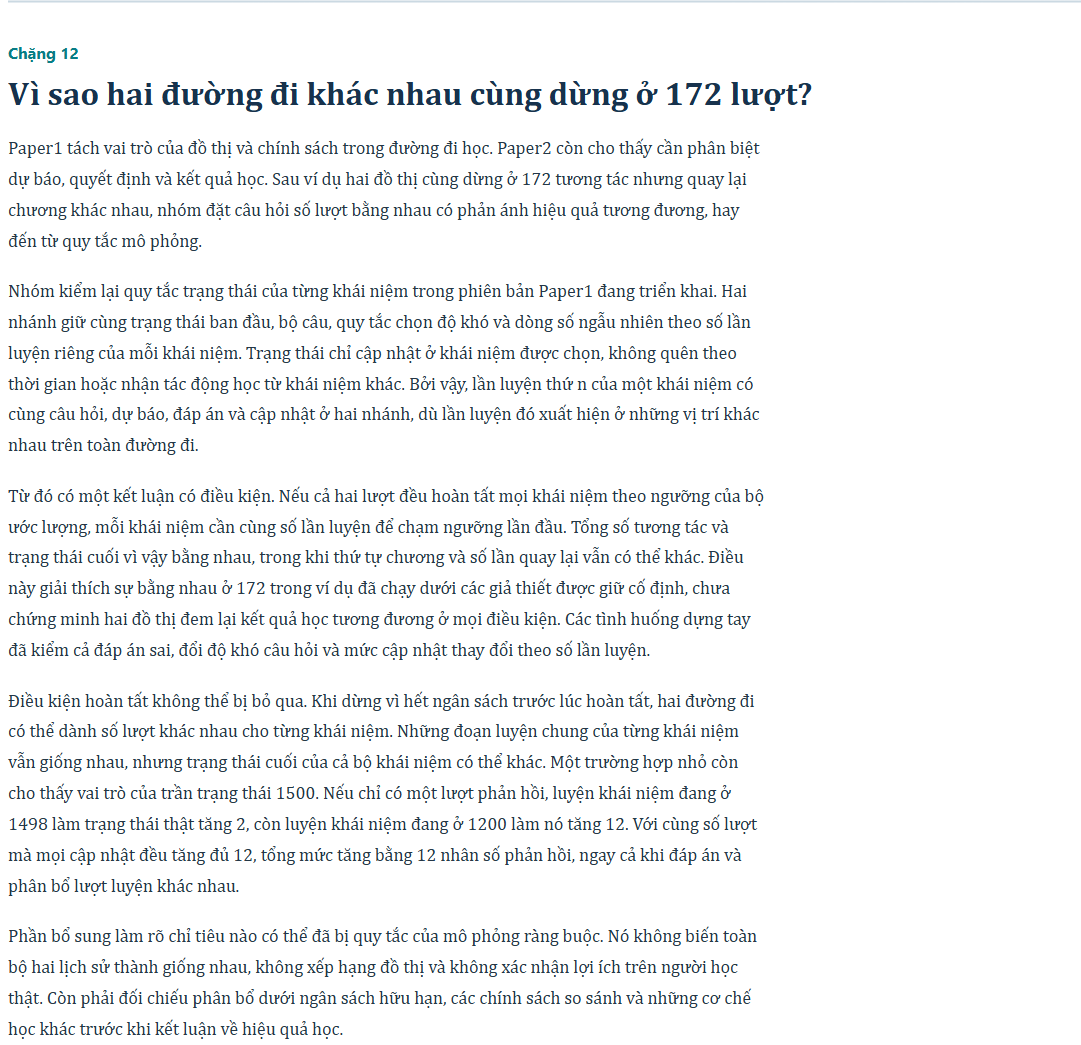 Chặng 12
Vì sao hai đường đi khác nhau cùng dừng ở 172 lượt?
Paper1 tách vai trò của đồ thị và chính sách trong đường đi học. Paper2 còn cho thấy cần phân biệt
dự báo, quyết định và kết quả học. Sau ví dụ hai đồ thị cùng dừng ở 172 tương tác nhưng quay lại
chương khác nhau, nhóm đặt câu hỏi số lượt bằng nhau có phản ánh hiệu quả tương đương, hay
đến từ quy tắc mô phỏng.
Nhóm kiểm lại quy tắc trạng thái của từng khái niệm trong phiên bản Paper1 đang triển khai. Hai
nhánh giữ cùng trạng thái ban đầu, bộ câu, quy tắc chọn độ khó và dòng số ngẫu nhiên theo số lần
luyện riêng của mỗi khái niệm. Trạng thái chỉ cập nhật ở khái niệm được chọn, không quên theo
thời gian hoặc nhận tác động học từ khái niệm khác. Bởi vậy, lần luyện thứ n của một khái niệm có
cùng câu hỏi, dự báo, đáp án và cập nhật ở hai nhánh, dù lần luyện đó xuất hiện ở những vị trí khác
nhau trên toàn đường đi.
Từ đó có một kết luận có điều kiện. Nếu cả hai lượt đều hoàn tất mọi khái niệm theo ngưỡng của bộ
ước lượng, mỗi khái niệm cần cùng số lần luyện để chạm ngưỡng lần đầu. Tổng số tương tác và
trạng thái cuối vì vậy bằng nhau, trong khi thứ tự chương và số lần quay lại vẫn có thể khác. Điều
này giải thích sự bằng nhau ở 172 trong ví dụ đã chạy dưới các giả thiết được giữ cố định, chưa
chứng minh hai đồ thị đem lại kết quả học tương đương ở mọi điều kiện. Các tình huống dựng tay
đã kiểm cả đáp án sai, đổi độ khó câu hỏi và mức cập nhật thay đổi theo số lần luyện.
Điều kiện hoàn tất không thể bị bỏ qua. Khi dừng vì hết ngân sách trước lúc hoàn tất, hai đường đi
có thể dành số lượt khác nhau cho từng khái niệm. Những đoạn luyện chung của từng khái niệm
vẫn giống nhau, nhưng trạng thái cuối của cả bộ khái niệm có thể khác. Một trường hợp nhỏ còn
cho thấy vai trò của trần trạng thái 1500. Nếu chỉ có một lượt phản hồi, luyện khái niệm đang ở
1498 làm trạng thái thật tăng 2, còn luyện khái niệm đang ở 1200 làm nó tăng 12. Với cùng số lượt
mà mọi cập nhật đều tăng đủ 12, tổng mức tăng bằng 12 nhân số phản hồi, ngay cả khi đáp án và
phân bổ lượt luyện khác nhau.
Phần bổ sung làm rõ chỉ tiêu nào có thể đã bị quy tắc của mô phỏng ràng buộc. Nó không biến toàn
bộ hai lịch sử thành giống nhau, không xếp hạng đồ thị và không xác nhận lợi ích trên người học
thật. Còn phải đối chiếu phân bổ dưới ngân sách hữu hạn, các chính sách so sánh và những cơ chế
học khác trước khi kết luận về hiệu quả học.